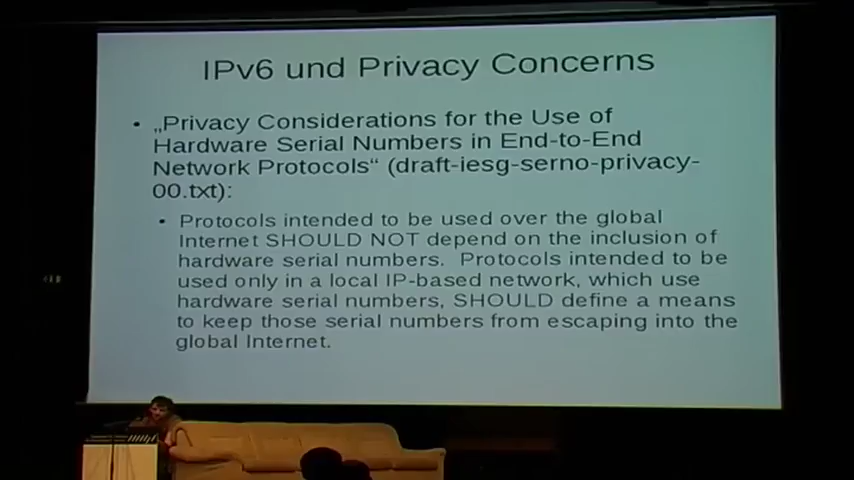 IPv6 und Privacy Concerns
• „Privacy Considerations for the Use of
Hardware Serial Numbers in End-to-End
Network Protocols“ (draft-iesg-serno-privacy-
00.txt):
• Protocols intended to be used over the global
Internet SHOULD NOT depend on the inclusion of
hardware serial numbers. Protocols intended to be
used only in a local IP-based network, which use
hardware serial numbers, SHOULD define a means
to keep those serial numbers from escaping into the
global Internet.